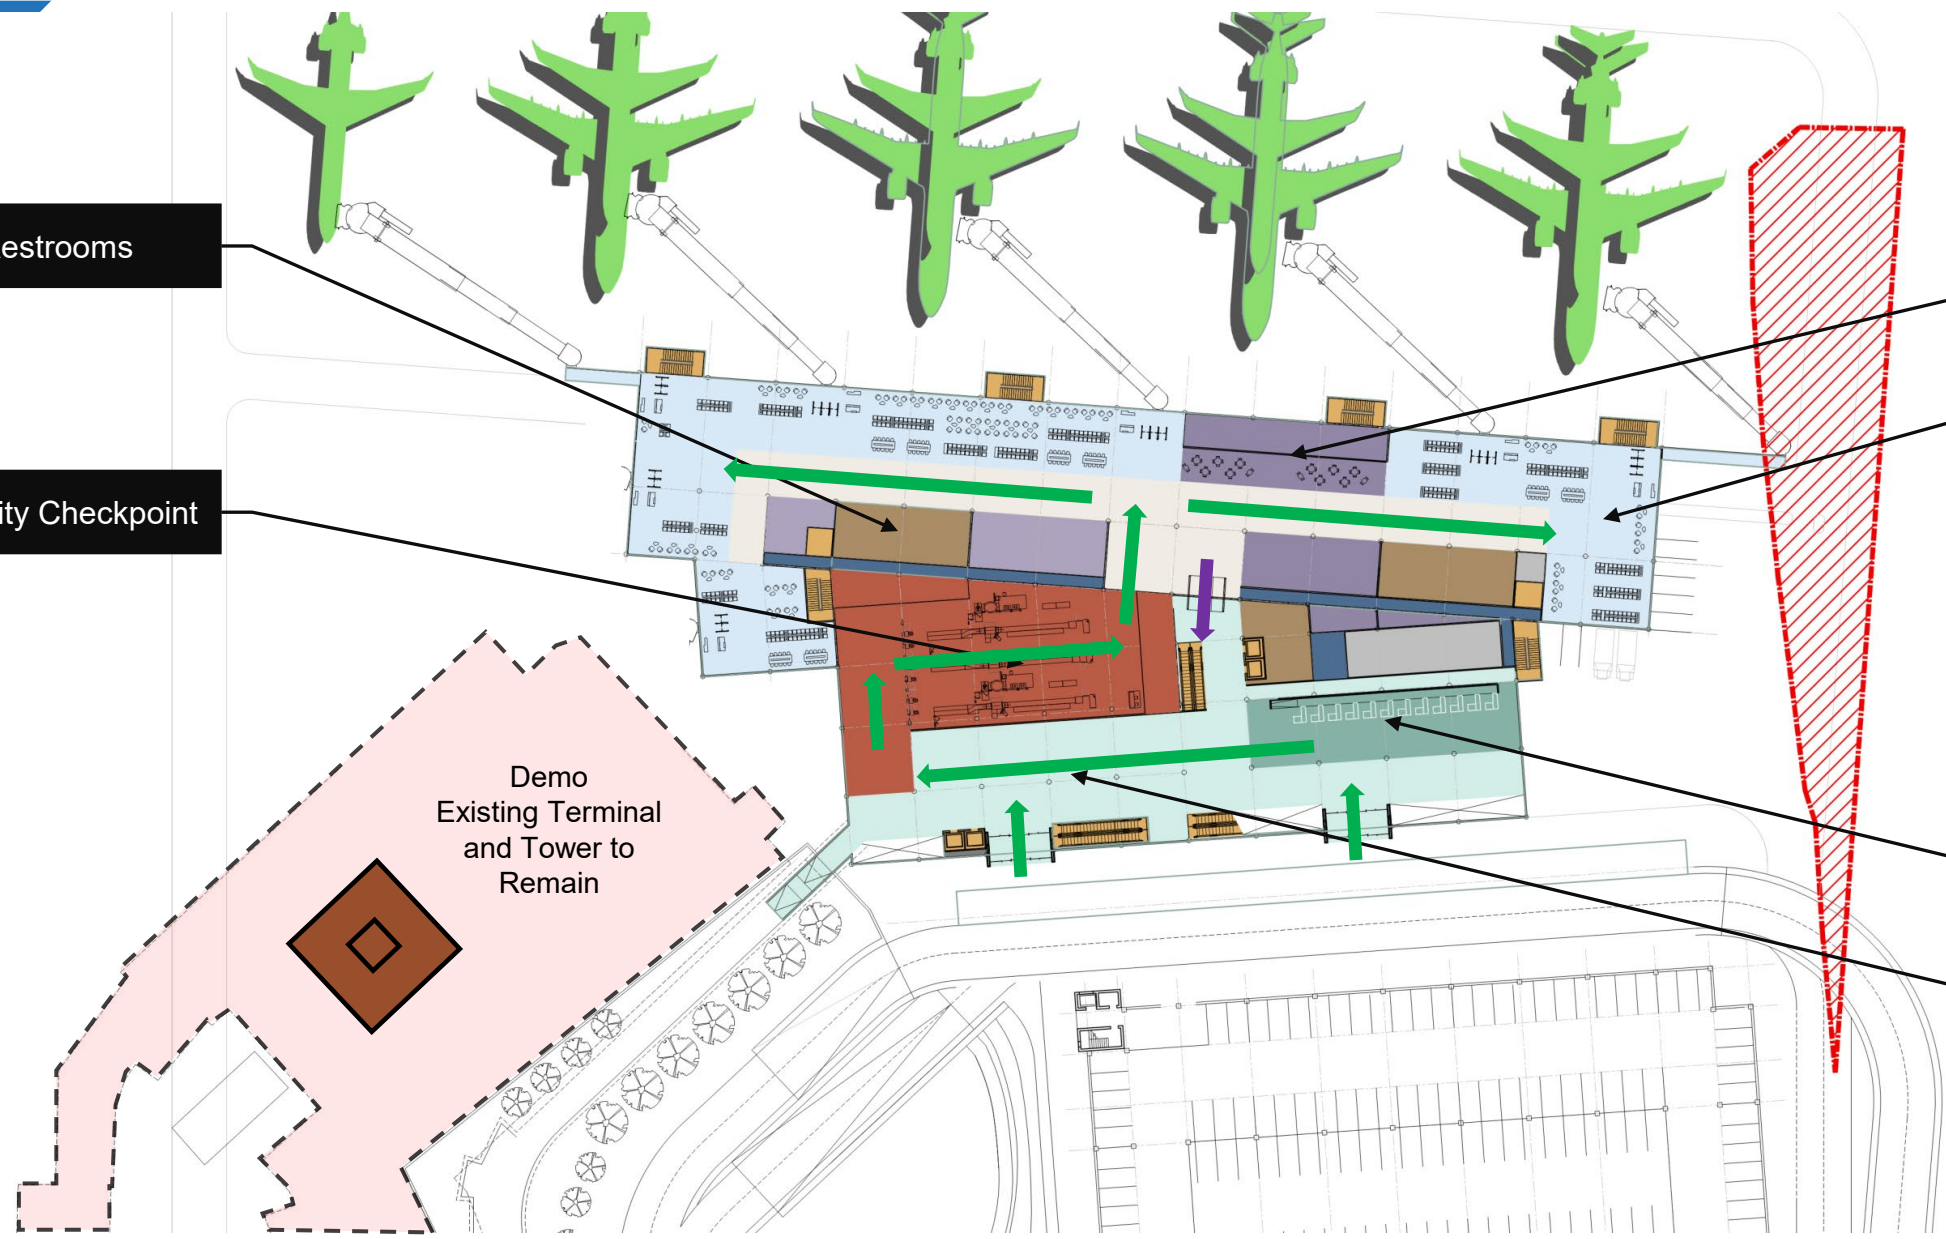 estrooms
ity Checkpoint
Demo
Existing Terminal
and Tower to
Remain